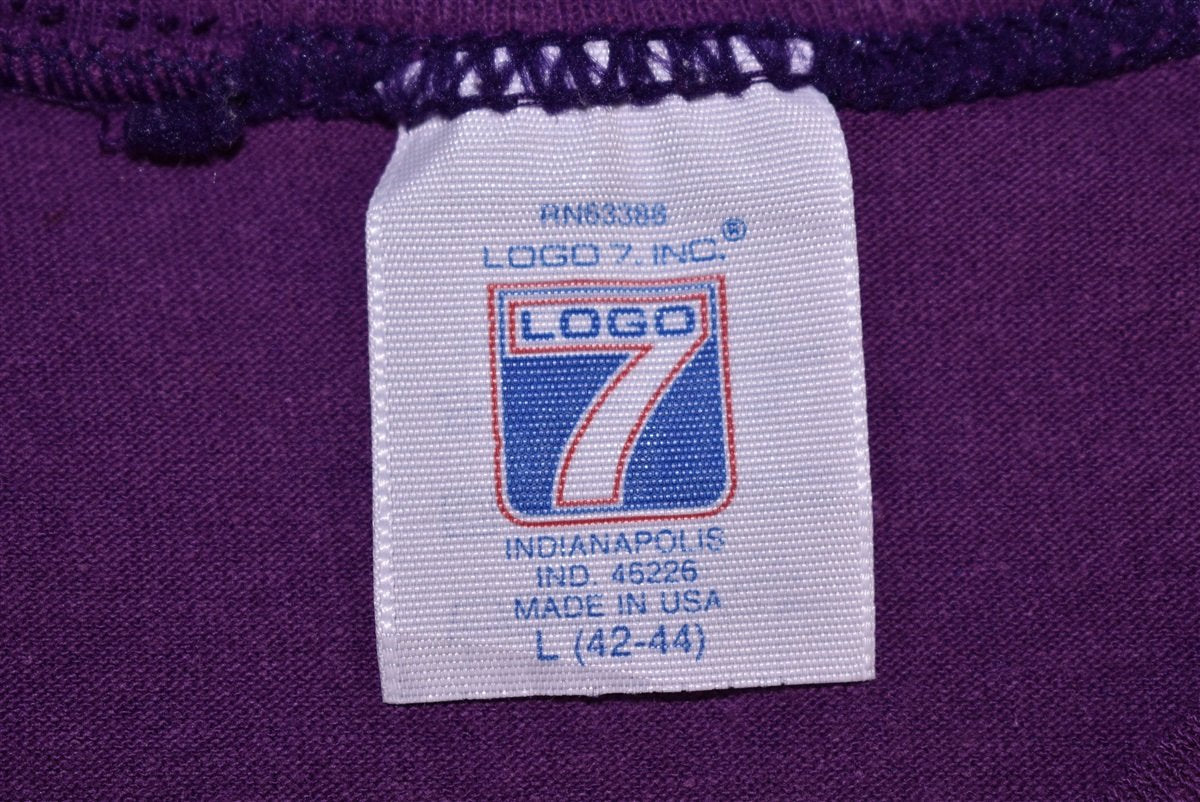 RN63388
LOGO 7, INC.®
LOGO
7
INDIANAPOLIS
IND. 46226
MADE IN USA
L (42-44)